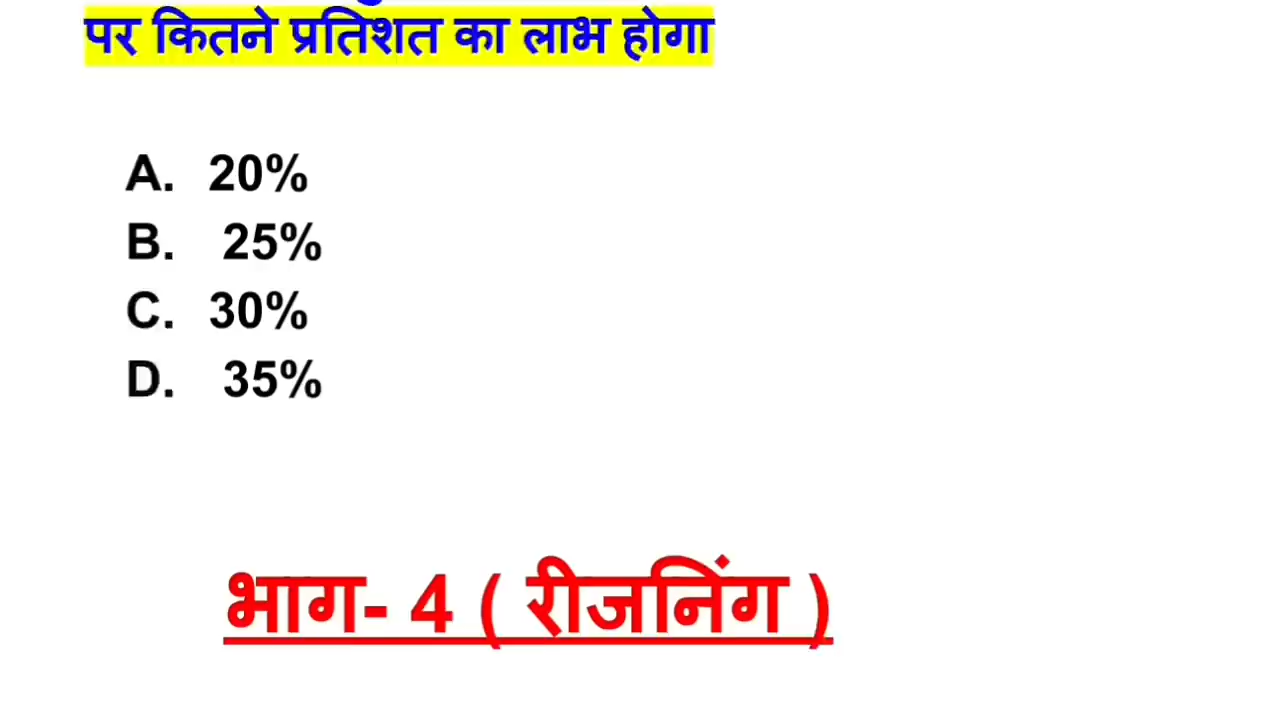 पर कितने प्रतिशत का लाभ होगा
A. 20%
B. 25%
C. 30%
D. 35%
भाग- 4 ( रीजनिंग )